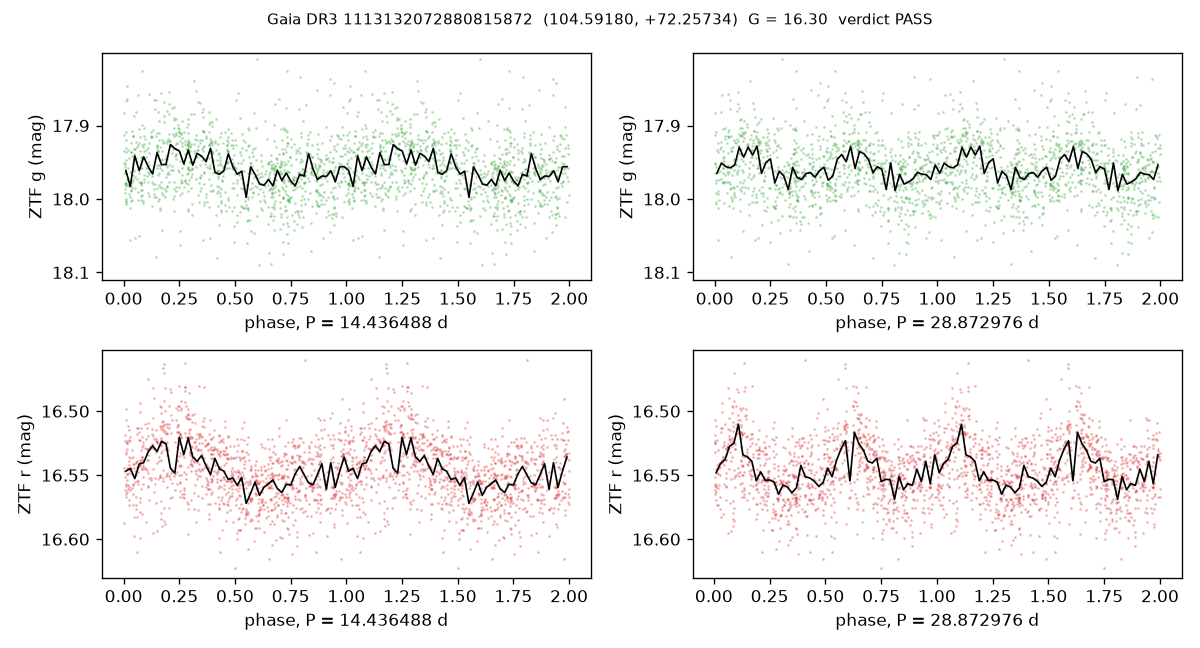 Gaia DR3 1113132072880815872 (104.59180, +72.25734) G = 16.30 verdict PASS
ZTF g (mag)
17.9
18.0
18.1
0.00 0.25 0.50 0.75 1.00 1.25 1.50 1.75 2.00
phase, P = 14.436488 d
ZTF g (mag)
17.9
18.0
18.1
0.00 0.25 0.50 0.75 1.00 1.25 1.50 1.75 2.00
phase, P = 28.872976 d
ZTF r (mag)
16.50
16.55
16.60
0.00 0.25 0.50 0.75 1.00 1.25 1.50 1.75 2.00
phase, P = 14.436488 d
ZTF r (mag)
16.50
16.55
16.60
0.00 0.25 0.50 0.75 1.00 1.25 1.50 1.75 2.00
phase, P = 28.872976 d